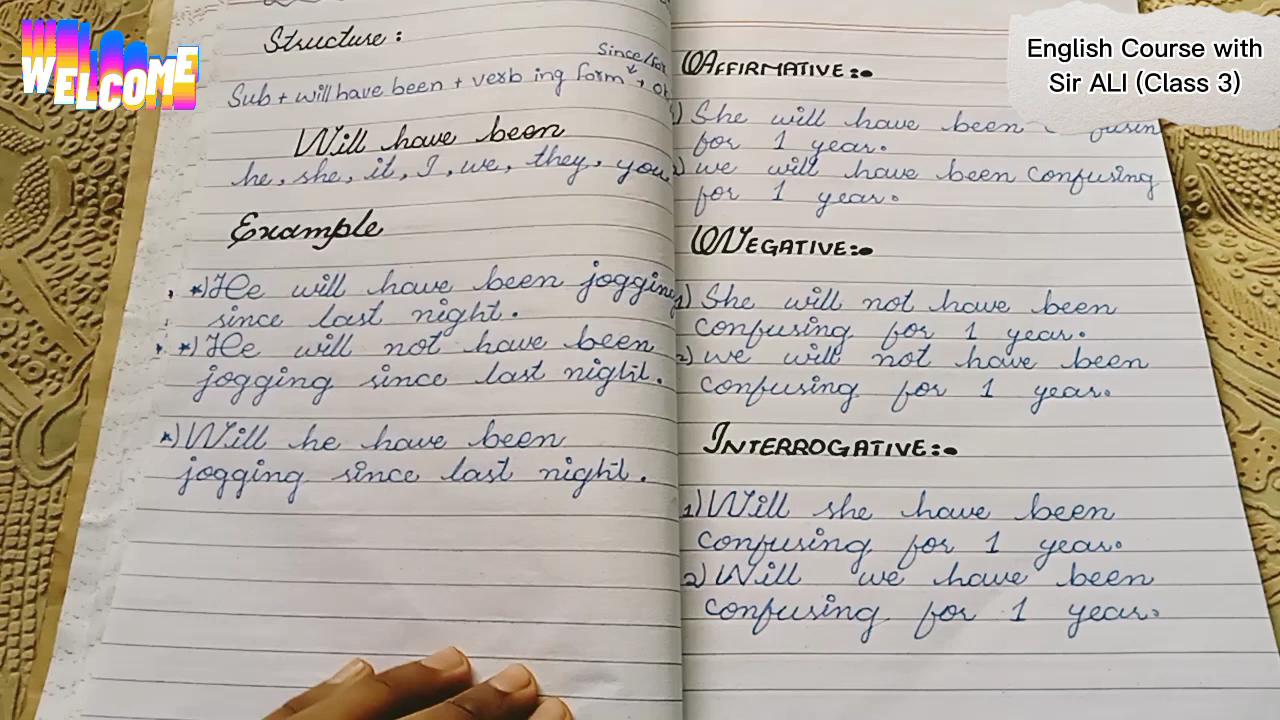 WELCOME
English Course with
Sir ALI (Class 3)
Structure:
Since/for
Sub + will have been + verb ing form +
Will have been
he, she, it, I, we, they, you
Example
*) He will have been jogging
since last night.
*) He will not have been
jogging since last night.
*) Will he have been
jogging since last night.
AFFIRMATIVE:
1) She will have been
for 1 year.
2) we will have been confusing
for 1 year.
NEGATIVE:
1) She will not have been
confusing for 1 year.
2) we will not have been
confusing for 1 year.
INTERROGATIVE:
1) Will she have been
confusing for 1 year.
2) Will we have been
confusing for 1 year.